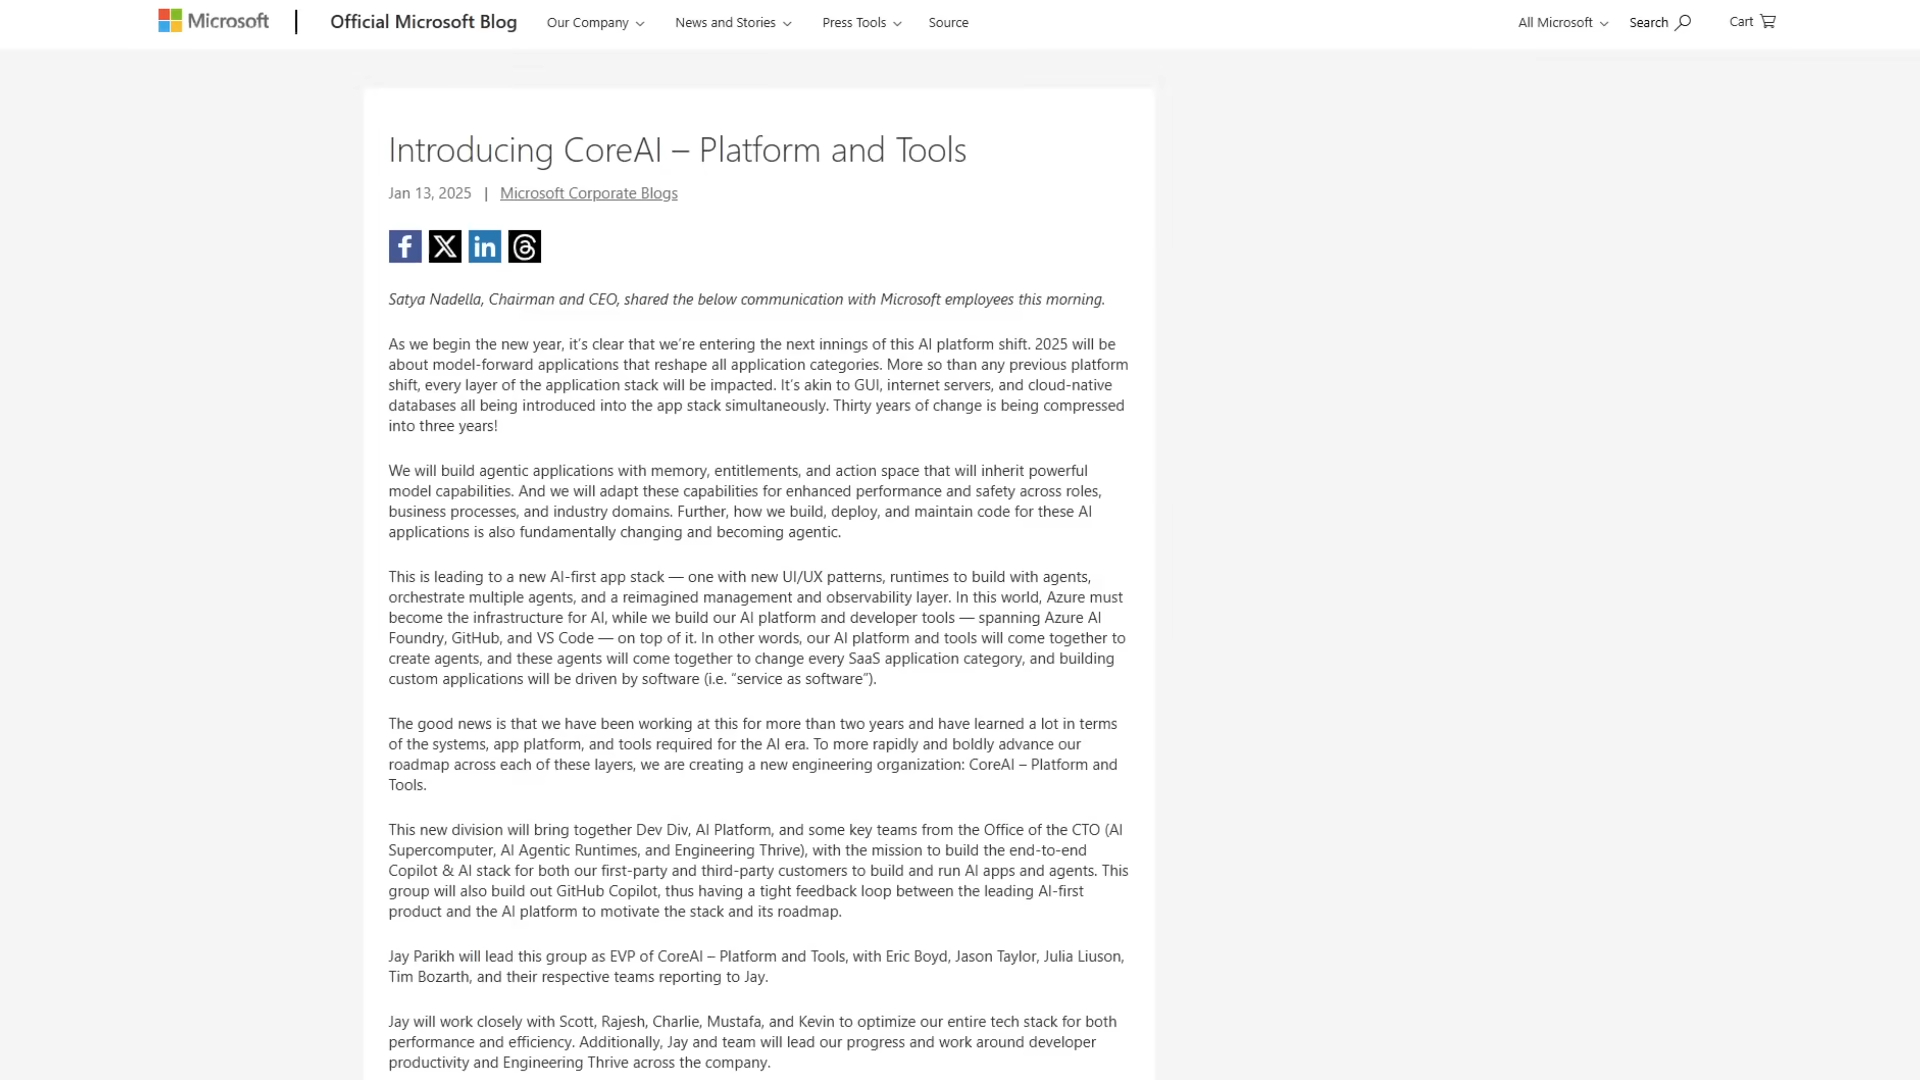 Microsoft | Official Microsoft Blog Our Company News and Stories Press Tools Source All Microsoft Search Cart
Introducing CoreAI – Platform and Tools
Jan 13, 2025 | Microsoft Corporate Blogs
Satya Nadella, Chairman and CEO, shared the below communication with Microsoft employees this morning.
As we begin the new year, it’s clear that we’re entering the next innings of this AI platform shift. 2025 will be
about model-forward applications that reshape all application categories. More so than any previous platform
shift, every layer of the application stack will be impacted. It’s akin to GUI, internet servers, and cloud-native
databases all being introduced into the app stack simultaneously. Thirty years of change is being compressed
into three years!
We will build agentic applications with memory, entitlements, and action space that will inherit powerful
model capabilities. And we will adapt these capabilities for enhanced performance and safety across roles,
business processes, and industry domains. Further, how we build, deploy, and maintain code for these AI
applications is also fundamentally changing and becoming agentic.
This is leading to a new AI-first app stack — one with new UI/UX patterns, runtimes to build with agents,
orchestrate multiple agents, and a reimagined management and observability layer. In this world, Azure must
become the infrastructure for AI, while we build our AI platform and developer tools — spanning Azure AI
Foundry, GitHub, and VS Code — on top of it. In other words, our AI platform and tools will come together to
create agents, and these agents will come together to change every SaaS application category, and building
custom applications will be driven by software (i.e. “service as software”).
The good news is that we have been working at this for more than two years and have learned a lot in terms
of the systems, app platform, and tools required for the AI era. To more rapidly and boldly advance our
roadmap across each of these layers, we are creating a new engineering organization: CoreAI – Platform and
Tools.
This new division will bring together Dev Div, AI Platform, and some key teams from the Office of the CTO (AI
Supercomputer, AI Agentic Runtimes, and Engineering Thrive), with the mission to build the end-to-end
Copilot & AI stack for both our first-party and third-party customers to build and run AI apps and agents. This
group will also build out GitHub Copilot, thus having a tight feedback loop between the leading AI-first
product and the AI platform to motivate the stack and its roadmap.
Jay Parikh will lead this group as EVP of CoreAI – Platform and Tools, with Eric Boyd, Jason Taylor, Julia Liuson,
Tim Bozarth, and their respective teams reporting to Jay.
Jay will work closely with Scott, Rajesh, Charlie, Mustafa, and Kevin to optimize our entire tech stack for both
performance and efficiency. Additionally, Jay and team will lead our progress and work around developer
productivity and Engineering Thrive across the company.